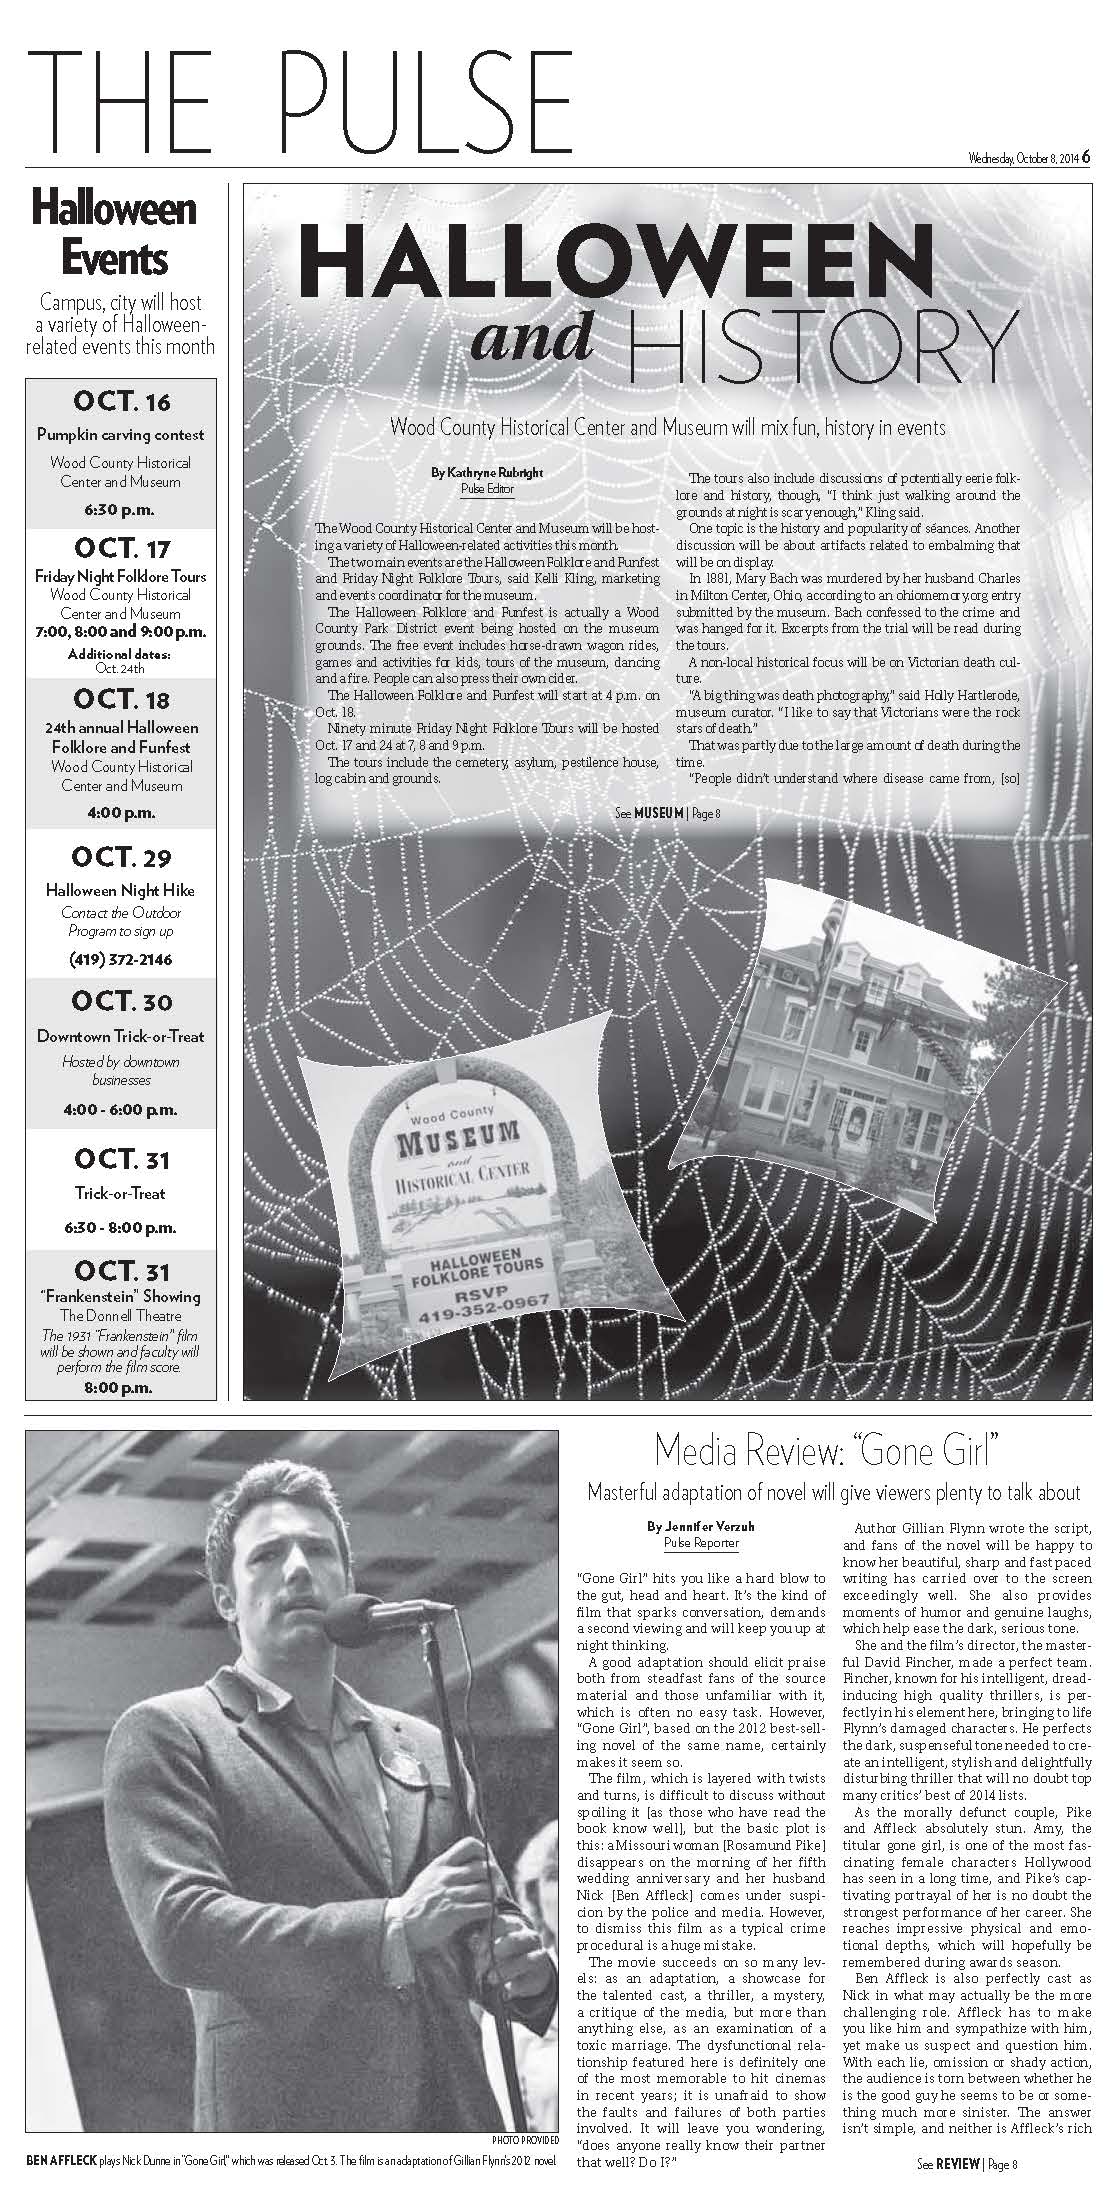 THE PULSE
Wednesday, October 8, 2014 6
Halloween
Events
Campus, city will host
a variety of Halloween-
related events this month
OCT. 16
Pumpkin carving contest
Wood County Historical
Center and Museum
6:30 p.m.
OCT. 17
Friday Night Folklore Tours
Wood County Historical
Center and Museum
7:00, 8:00 and 9:00 p.m.
Additional dates:
Oct. 24th
OCT. 18
24th annual Halloween
Folklore and Funfest
Wood County Historical
Center and Museum
4:00 p.m.
OCT. 29
Halloween Night Hike
Contact the Outdoor
Program to sign up
(419) 372-2146
OCT. 30
Downtown Trick-or-Treat
Hosted by downtown
businesses
4:00 - 6:00 p.m.
OCT. 31
Trick-or-Treat
6:30 - 8:00 p.m.
OCT. 31
"Frankenstein" Showing
The Donnell Theatre
The 1931 "Frankenstein" film
will be shown and faculty will
perform the film score.
8:00 p.m.
HALLOWEEN
and HISTORY
Wood County Historical Center and Museum will mix fun, history in events
By Kathryne Rubright
Pulse Editor
The Wood County Historical Center and Museum will be host-
ing a variety of Halloween-related activities this month.
The two main events are the Halloween Folklore and Funfest
and Friday Night Folklore Tours, said Kelli Kling, marketing
and events coordinator for the museum.
The Halloween Folklore and Funfest is actually a Wood
County Park District event being hosted on the museum
grounds. The free event includes horse-drawn wagon rides,
games and activities for kids, tours of the museum, dancing
and a fire. People can also press their own cider.
The Halloween Folklore and Funfest will start at 4 p.m. on
Oct. 18.
Ninety minute Friday Night Folklore Tours will be hosted
Oct. 17 and 24 at 7, 8 and 9 p.m.
The tours include the cemetery, asylum, pestilence house,
log cabin and grounds.
The tours also include discussions of potentially eerie folk-
lore and history, though, "I think just walking around the
grounds at night is scary enough," Kling said.
One topic is the history and popularity of séances. Another
discussion will be about artifacts related to embalming that
will be on display.
In 1881, Mary Bach was murdered by her husband Charles
in Milton Center, Ohio, according to an ohiomemory.org entry
submitted by the museum. Bach confessed to the crime and
was hanged for it. Excerpts from the trial will be read during
the tours.
A non-local historical focus will be on Victorian death cul-
ture.
"A big thing was death photography," said Holly Hartlerode,
museum curator. "I like to say that Victorians were the rock
stars of death."
That was partly due to the large amount of death during the
time.
"People didn't understand where disease came from, [so]
See MUSEUM | Page 8
Wood County
MUSEUM
and
HISTORICAL CENTER
HALLOWEEN
FOLKLORE TOURS
RSVP
419-352-0967
PHOTO PROVIDED
BEN AFFLECK plays Nick Dunne in "Gone Girl," which was released Oct. 3. The film is an adaptation of Gillian Flynn's 2012 novel.
Media Review: "Gone Girl"
Masterful adaptation of novel will give viewers plenty to talk about
By Jennifer Verzuh
Pulse Reporter
"Gone Girl" hits you like a hard blow to
the gut, head and heart. It's the kind of
film that sparks conversation, demands
a second viewing and will keep you up at
night thinking.
A good adaptation should elicit praise
both from steadfast fans of the source
material and those unfamiliar with it,
which is often no easy task. However,
"Gone Girl", based on the 2012 best-sell-
ing novel of the same name, certainly
makes it seem so.
The film, which is layered with twists
and turns, is difficult to discuss without
spoiling it [as those who have read the
book know well], but the basic plot is
this: a Missouri woman [Rosamund Pike]
disappears on the morning of her fifth
wedding anniversary and her husband
Nick [Ben Affleck] comes under suspi-
cion by the police and media. However,
to dismiss this film as a typical crime
procedural is a huge mistake.
The movie succeeds on so many lev-
els: as an adaptation, a showcase for
the talented cast, a thriller, a mystery,
a critique of the media, but more than
anything else, as an examination of a
toxic marriage. The dysfunctional rela-
tionship featured here is definitely one
of the most memorable to hit cinemas
in recent years; it is unafraid to show
the faults and failures of both parties
involved. It will leave you wondering,
"does anyone really know their partner
that well? Do I?"
Author Gillian Flynn wrote the script,
and fans of the novel will be happy to
know her beautiful, sharp and fast paced
writing has carried over to the screen
exceedingly well. She also provides
moments of humor and genuine laughs,
which help ease the dark, serious tone.
She and the film's director, the master-
ful David Fincher, made a perfect team.
Fincher, known for his intelligent, dread-
inducing high quality thrillers, is per-
fectly in his element here, bringing to life
Flynn's damaged characters. He perfects
the dark, suspenseful tone needed to cre-
ate an intelligent, stylish and delightfully
disturbing thriller that will no doubt top
many critics' best of 2014 lists.
As the morally defunct couple, Pike
and Affleck absolutely stun. Amy, the
titular gone girl, is one of the most fas-
cinating female characters Hollywood
has seen in a long time, and Pike's cap-
tivating portrayal of her is no doubt the
strongest performance of her career. She
reaches impressive physical and emo-
tional depths, which will hopefully be
remembered during awards season.
Ben Affleck is also perfectly cast as
Nick in what may actually be the more
challenging role. Affleck has to make
you like him and sympathize with him,
yet make us suspect and question him.
With each lie, omission or shady action,
the audience is torn between whether he
is the good guy he seems to be or some-
thing much more sinister. The answer
isn't simple, and neither is Affleck's rich
See REVIEW | Page 8